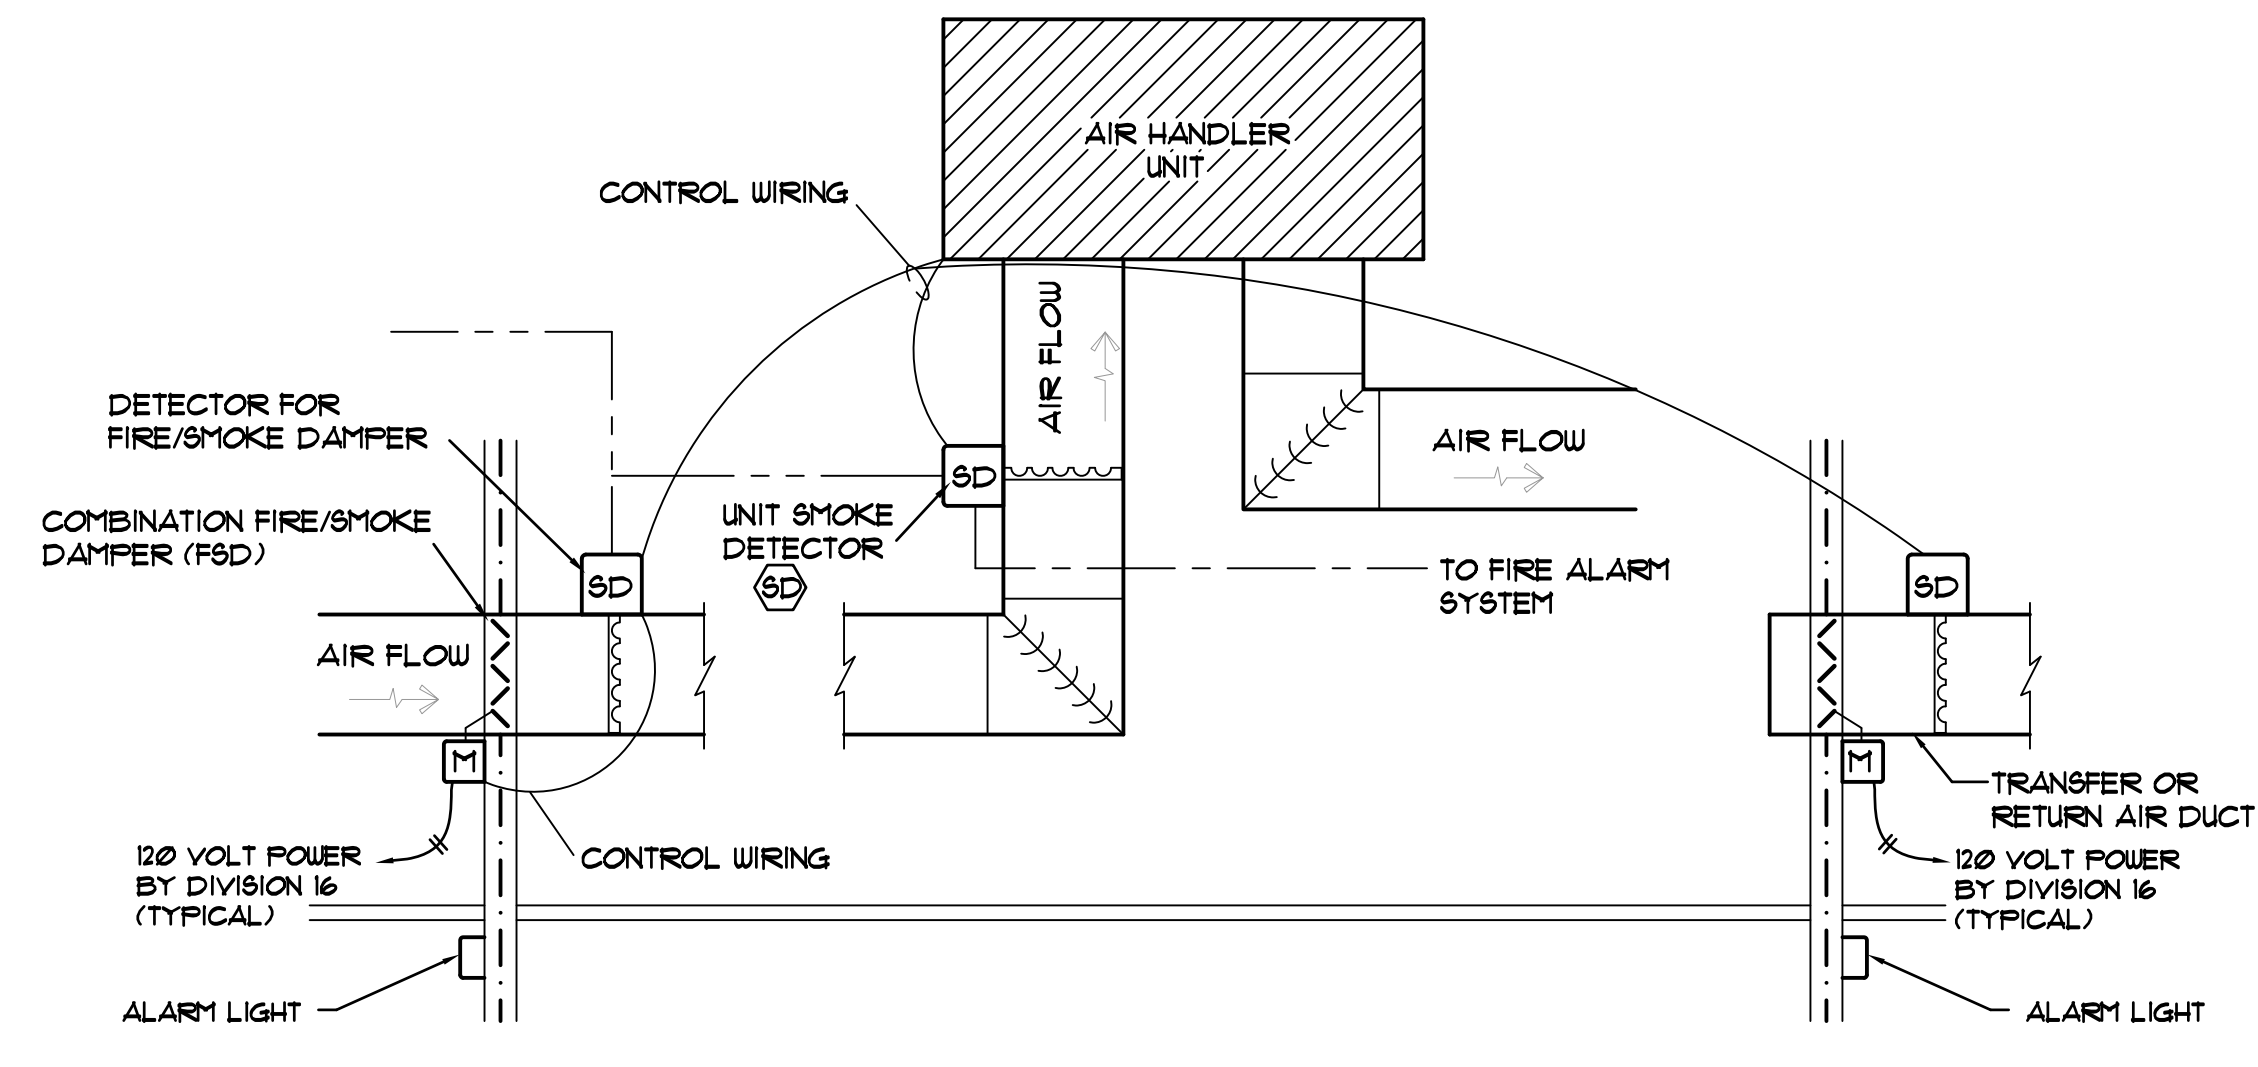 AIR HANDLER
UNIT
CONTROL WIRING
AIR FLOW
DETECTOR FOR
FIRE/SMOKE DAMPER
AIR FLOW
SD
COMBINATION FIRE/SMOKE
DAMPER (FSD)
UNIT SMOKE
DETECTOR
SD
SD
TO FIRE ALARM
SYSTEM
SD
AIR FLOW
M
M
TRANSFER OR
RETURN AIR DUCT
120 VOLT POWER
BY DIVISION 16
(TYPICAL)
CONTROL WIRING
120 VOLT POWER
BY DIVISION 16
(TYPICAL)
ALARM LIGHT
ALARM LIGHT